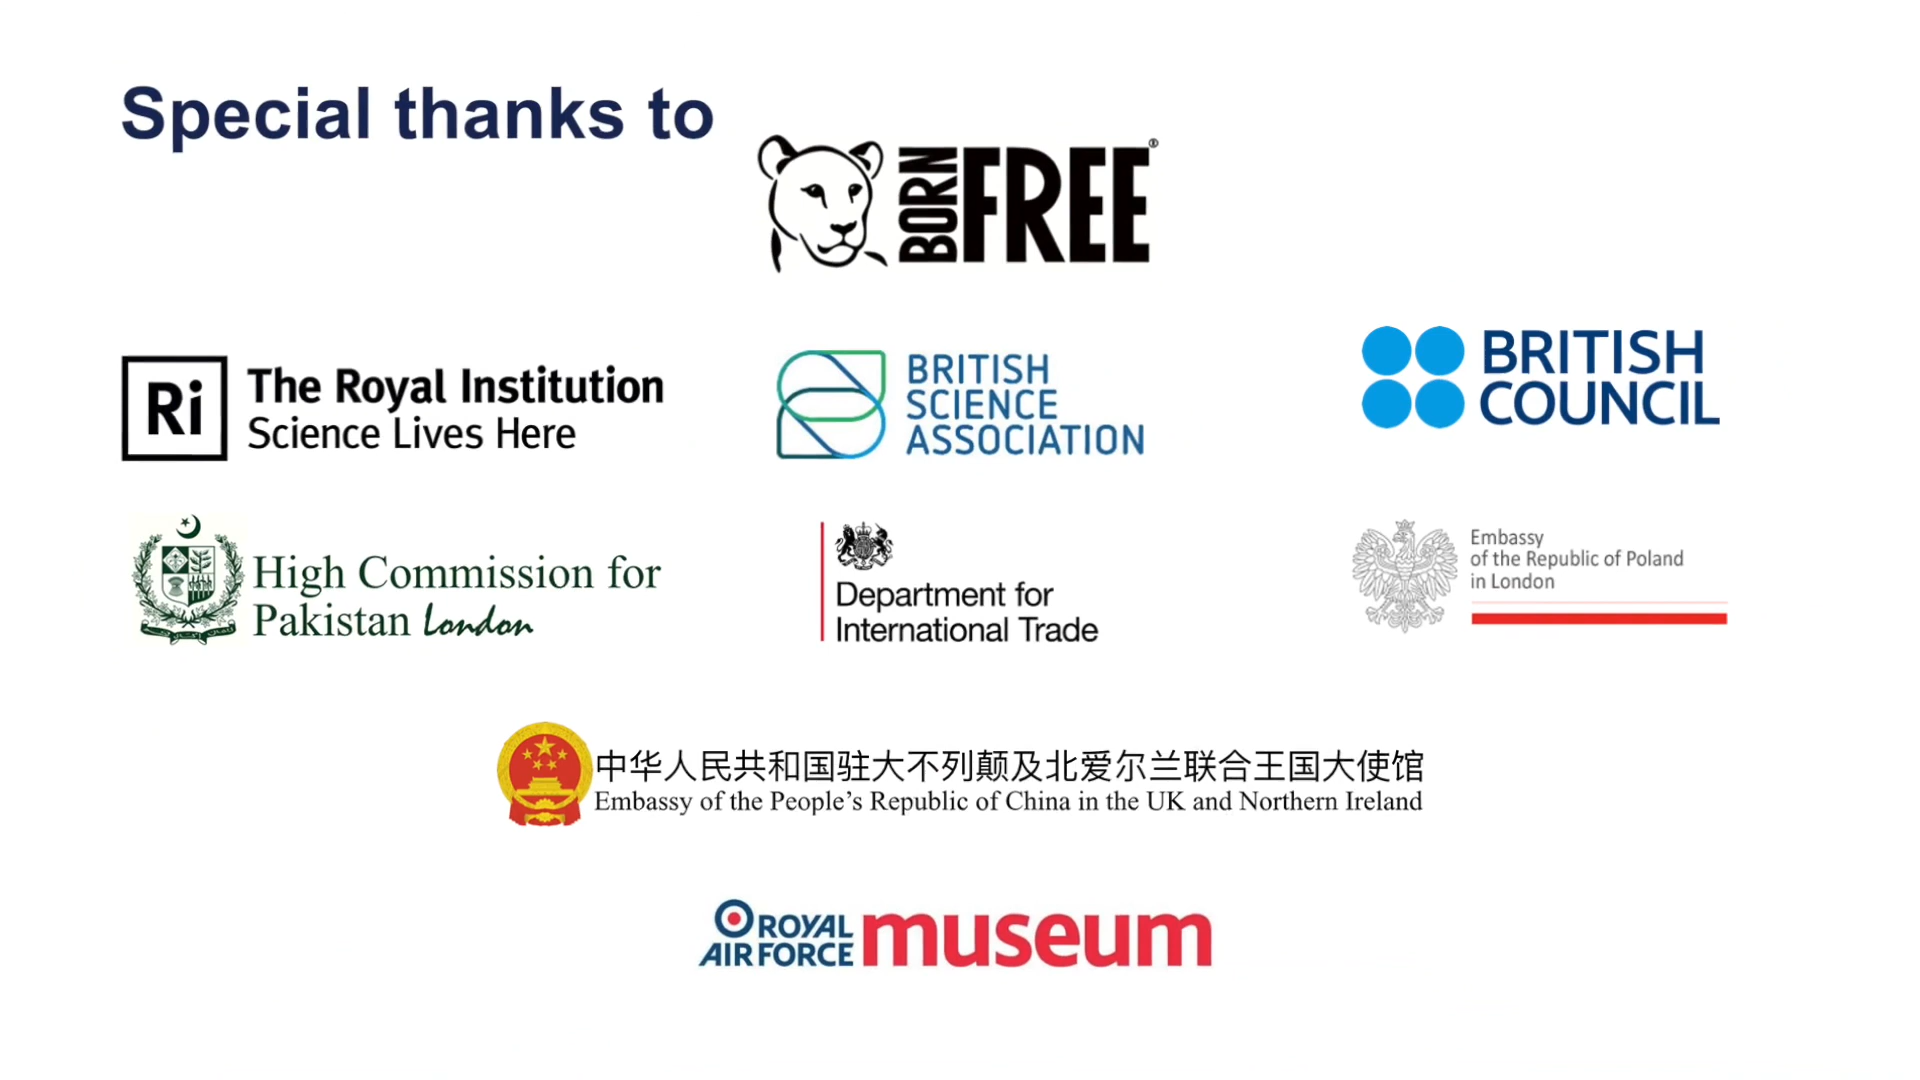 Special thanks to
BORN FREE®
Ri
The Royal Institution
Science Lives Here
BRITISH
SCIENCE
ASSOCIATION
BRITISH
COUNCIL
High Commission for
Pakistan London
Department for
International Trade
Embassy
of the Republic of Poland
in London
中华人民共和国驻大不列颠及北爱尔兰联合王国大使馆
Embassy of the People’s Republic of China in the UK and Northern Ireland
ROYAL
AIR FORCE
museum